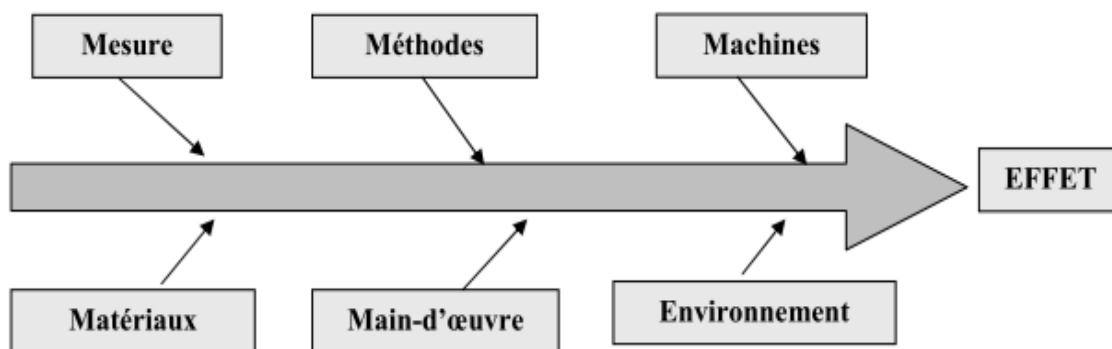 Mesure
Méthodes
Machines
EFFET
Matériaux
Main-d'œuvre
Environnement